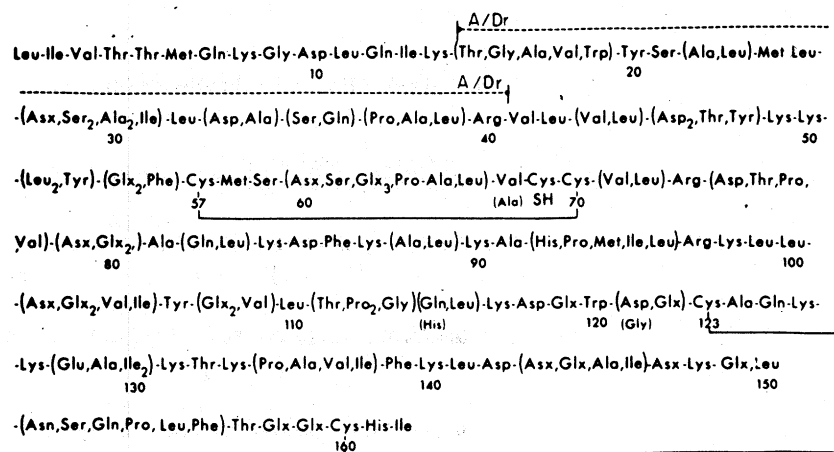 A/Dr
Leu-Ile-Val-Thr-Thr-Met-Gln-Lys-Gly-Asp-Leu-Gln-Ile-Lys-(Thr,Gly,Ala,Val,Trp)-Tyr-Ser-(Ala,Leu)-Met Leu-
10 20
A/Dr
-(Asx,Ser2,Ala2,Ile)-Leu-(Asp,Ala)-(Ser,Gln)-(Pro,Ala,Leu)-Arg-Val-Leu-(Val,Leu)-(Asp2,Thr,Tyr)-Lys-Lys-
30 40 50
-(Leu2,Tyr)-(Glx2,Phe)-Cys-Met-Ser-(Asx,Ser,Glx3,Pro-Ala,Leu)-Val-Cys-Cys-(Val,Leu)-Arg-(Asp,Thr,Pro,
57 60 (Ala) SH 70
Val)-(Asx,Glx2,)-Ala-(Gln,Leu)-Lys-Asp-Phe-Lys-(Ala,Leu)-Lys-Ala-(His,Pro,Met,Ile,Leu)-Arg-Lys-Leu-Leu-
80 90 100
-(Asx,Glx2,Val,Ile)-Tyr-(Glx2,Val)-Leu-(Thr,Pro2,Gly)(Gln,Leu)-Lys-Asp-Glx-Trp-(Asp,Glx)-Cys-Ala-Gln-Lys-
110 (His) 120 (Gly) 123
-Lys-(Glu,Ala,Ile2)-Lys-Thr-Lys-(Pro,Ala,Val,Ile)-Phe-Lys-Leu-Asp-(Asx,Glx,Ala,Ile)-Asx-Lys-Glx,Leu
130 140 150
-(Asn,Ser,Gln,Pro, Leu,Phe)-Thr-Glx-Glx-Cys-His-Ile
160